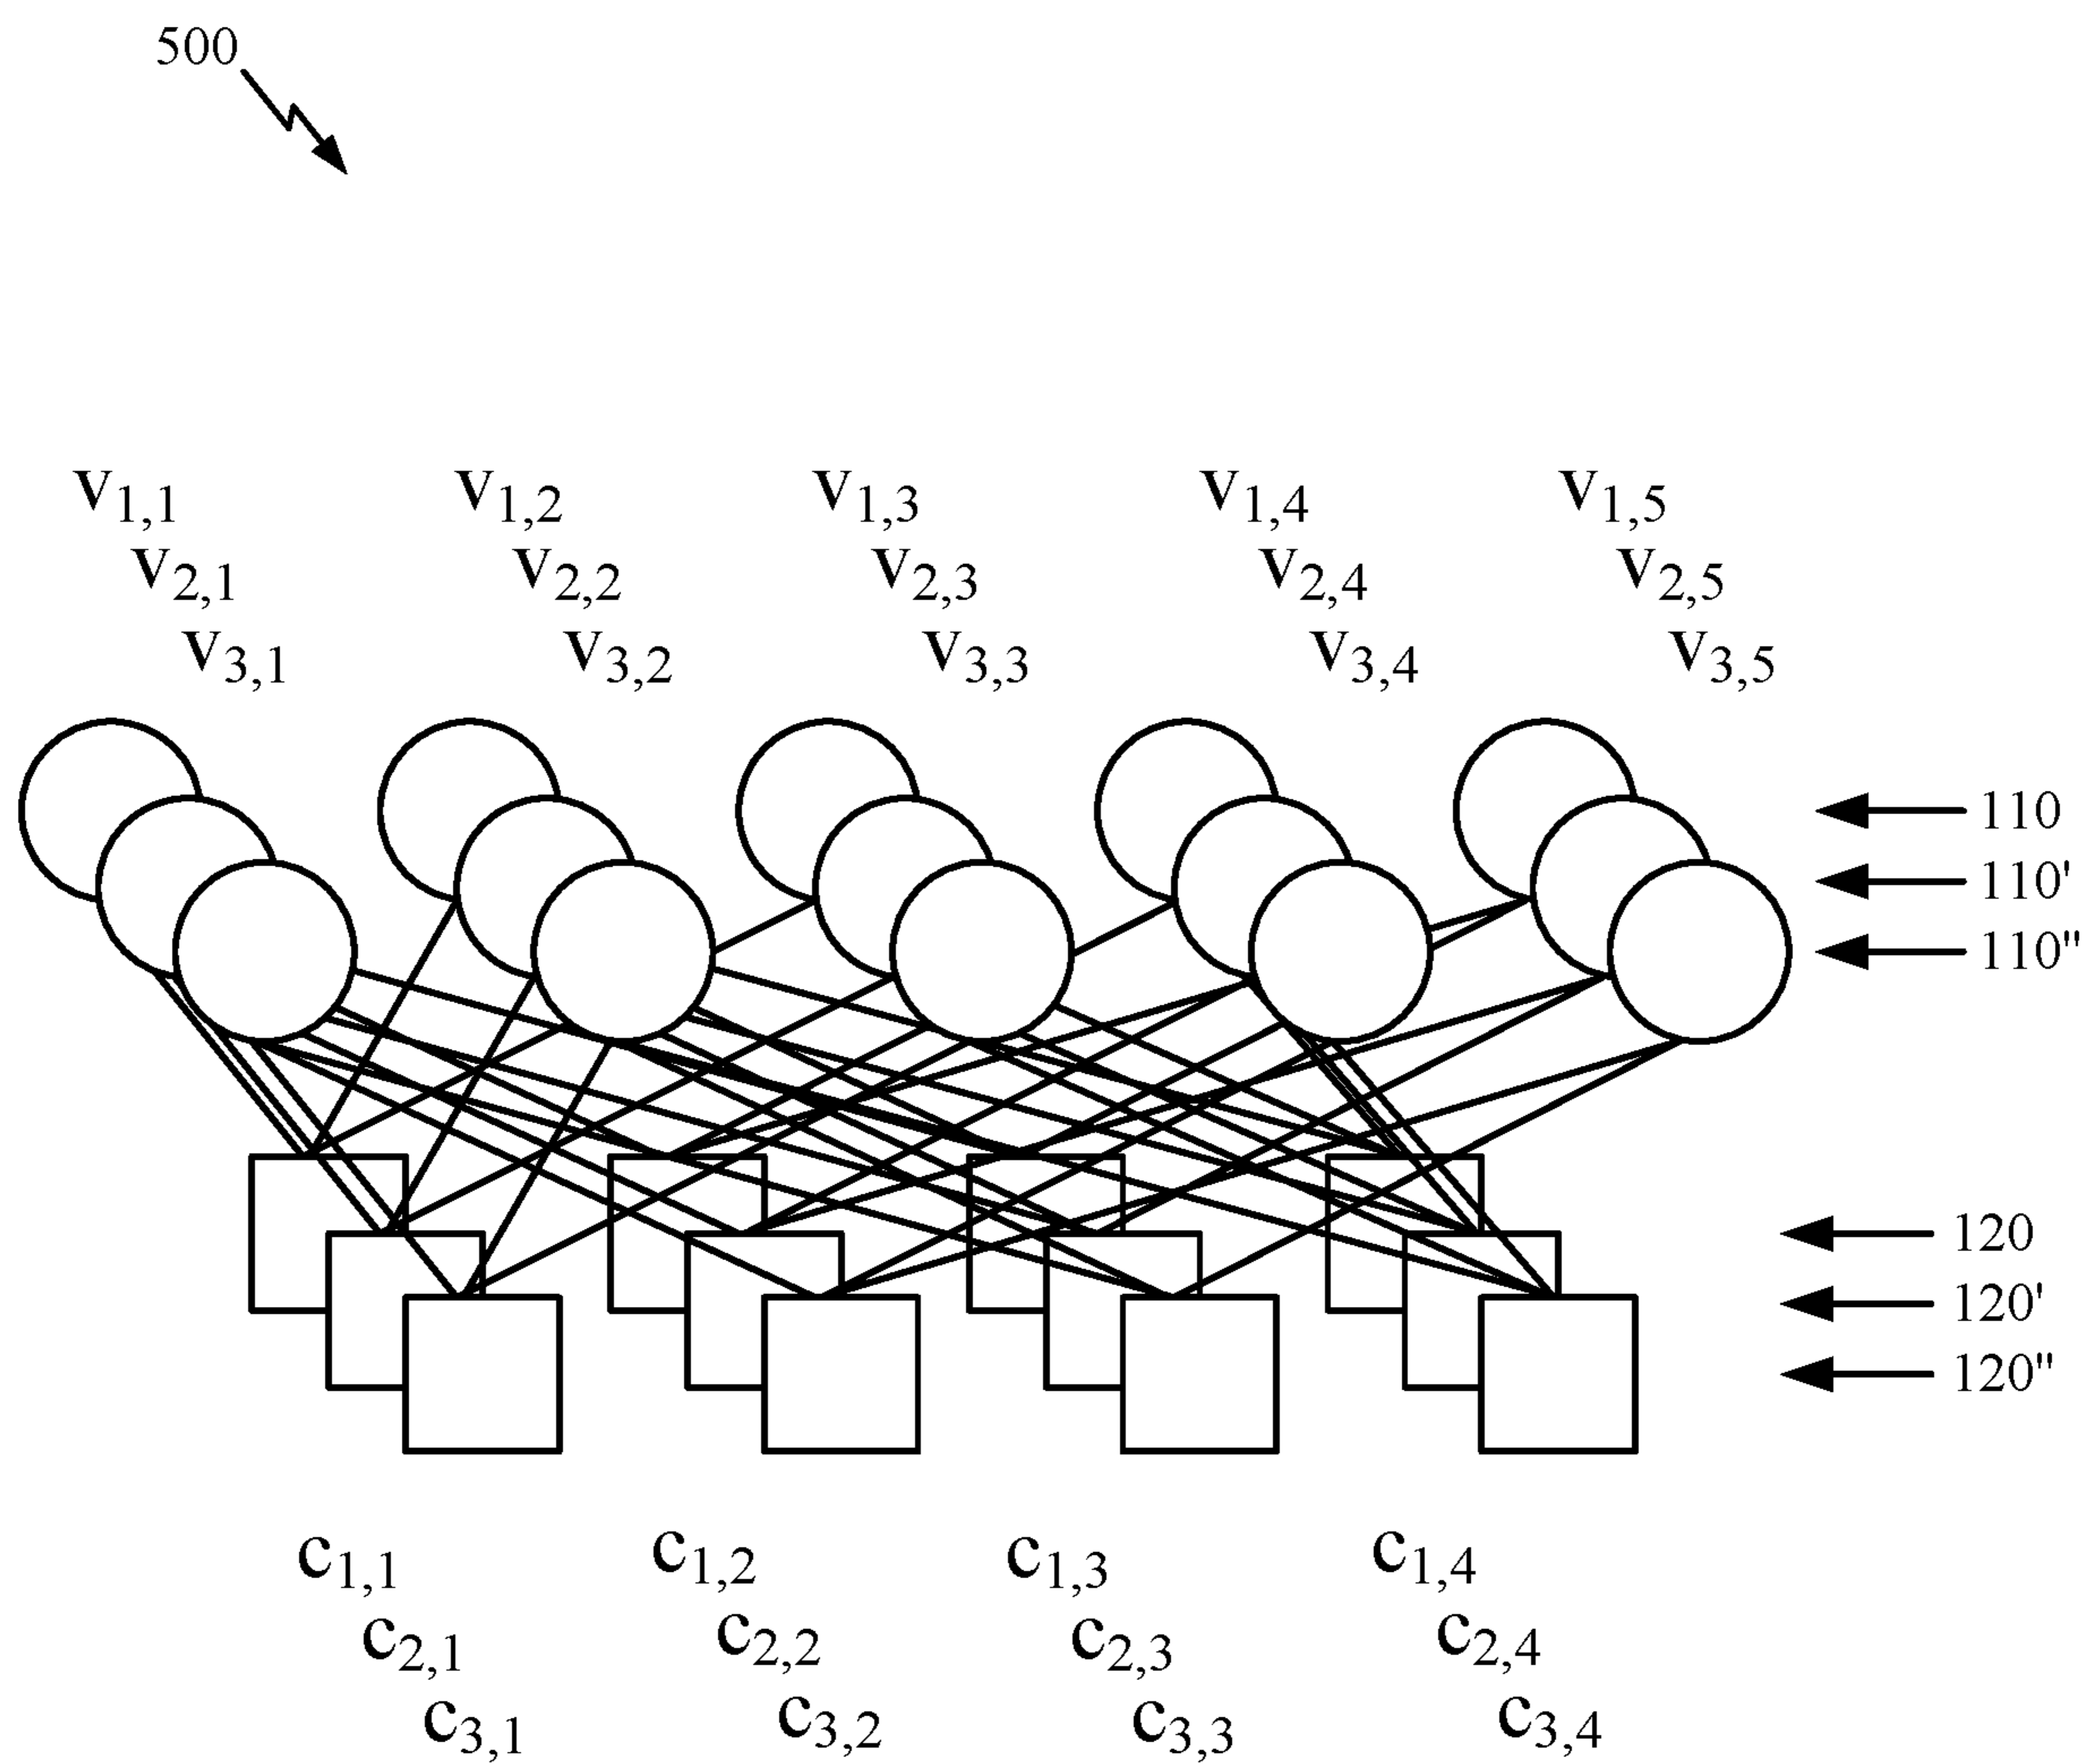 500
v1,1 v1,2 v1,3 v1,4 v1,5
v2,1 v2,2 v2,3 v2,4 v2,5
v3,1 v3,2 v3,3 v3,4 v3,5
110
110'
110"
120
120'
120"
c1,1 c1,2 c1,3 c1,4
c2,1 c2,2 c2,3 c2,4
c3,1 c3,2 c3,3 c3,4